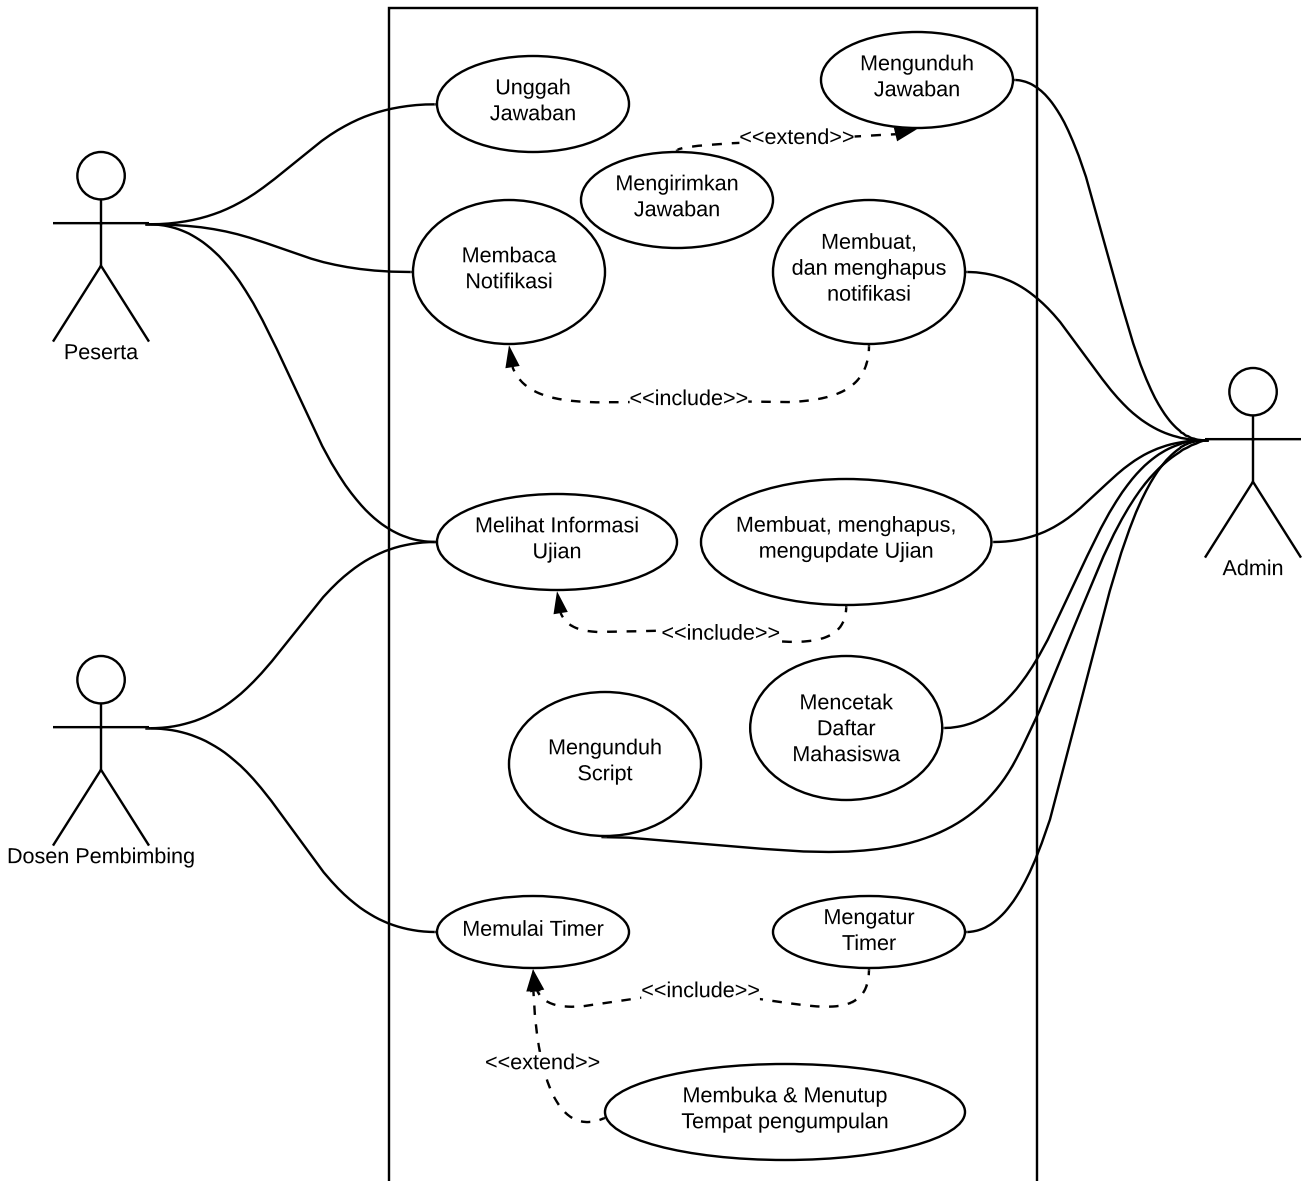 Unggah
Jawaban
Mengunduh
Jawaban
<<extend>>
Mengirimkan
Jawaban
Membaca
Notifikasi
Membuat,
dan menghapus
notifikasi
Peserta
<<include>>
Melihat Informasi
Ujian
Membuat, menghapus,
mengupdate Ujian
Admin
<<include>>
Mencetak
Daftar
Mahasiswa
Mengunduh
Script
Dosen Pembimbing
Memulai Timer
Mengatur
Timer
<<include>>
<<extend>>
Membuka & Menutup
Tempat pengumpulan